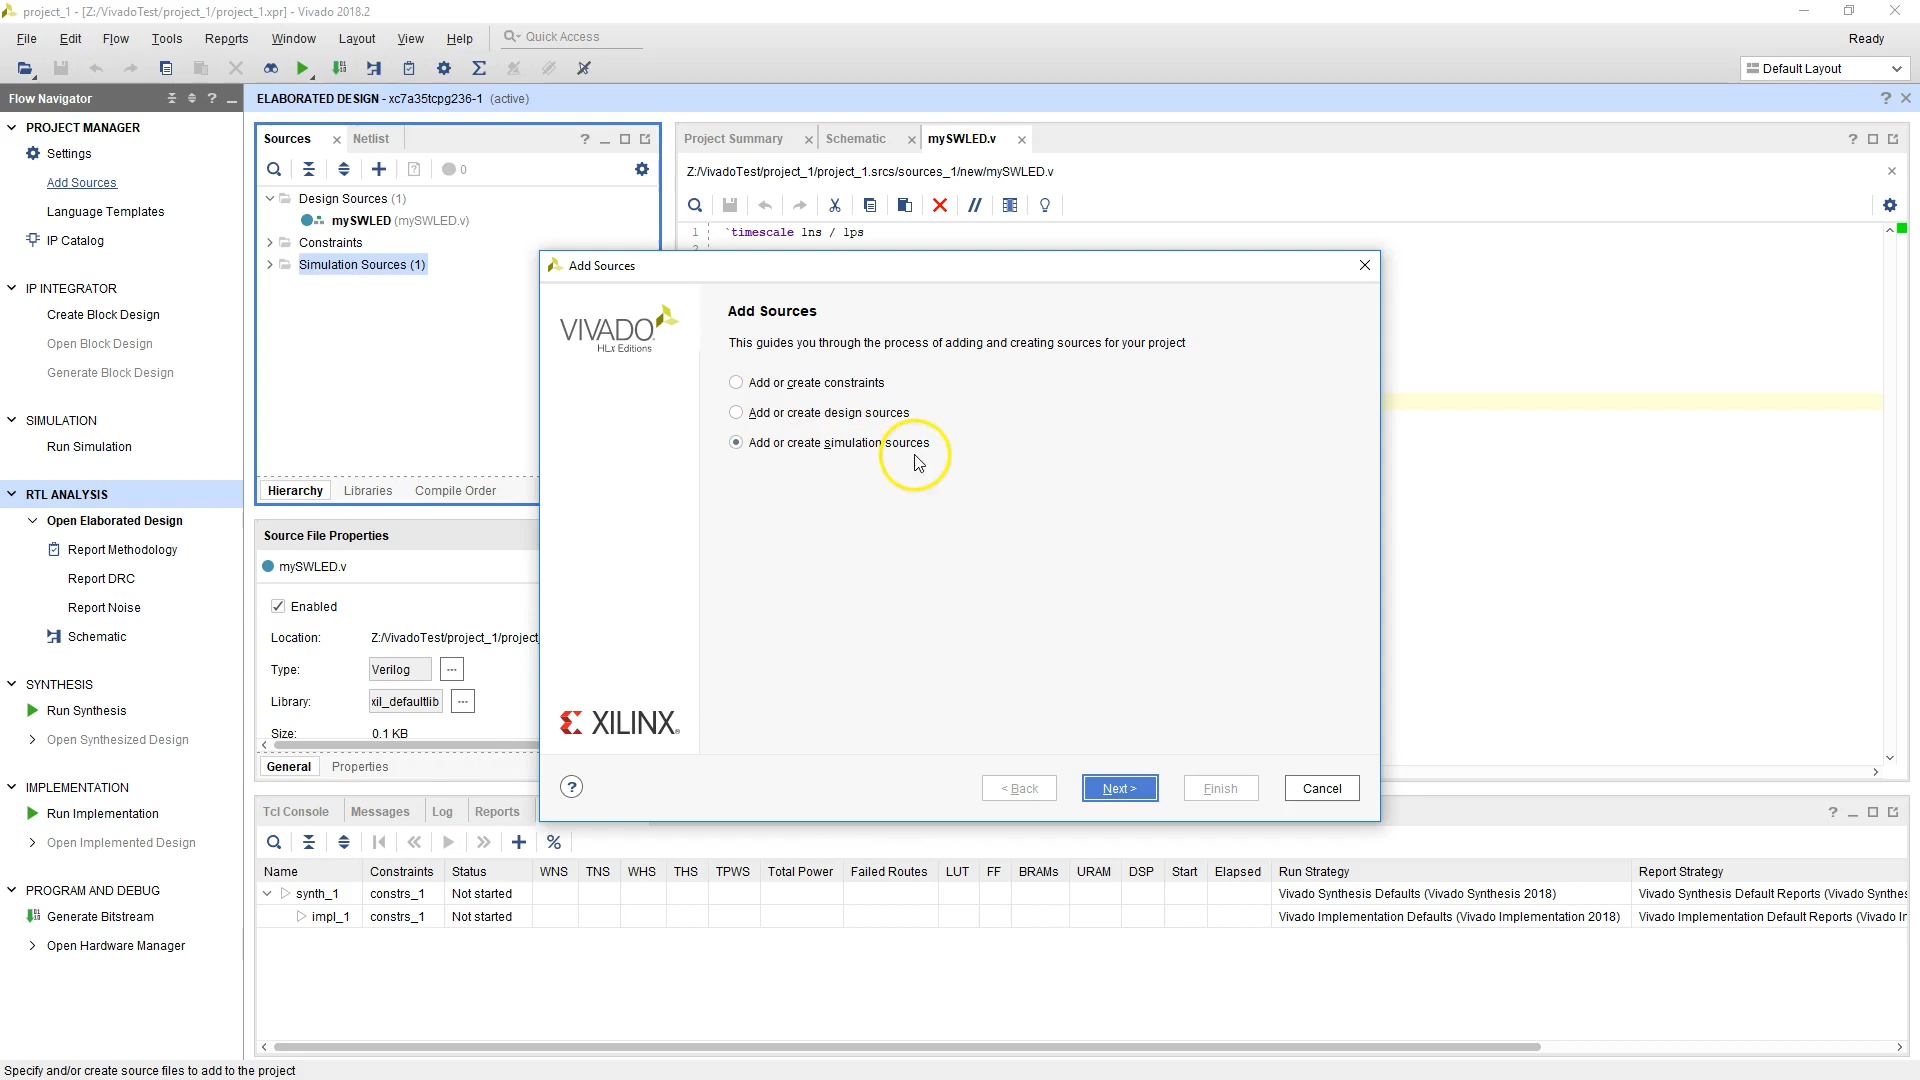 project_1 - [Z:/VivadoTest/project_1/project_1.xpr] - Vivado 2018.2
File Edit Flow Tools Reports Window Layout View Help Quick Access Ready
Default Layout
Flow Navigator
ELABORATED DESIGN - xc7a35tcpg236-1 (active)
PROJECT MANAGER
Settings
Add Sources
Language Templates
IP Catalog
IP INTEGRATOR
Create Block Design
Open Block Design
Generate Block Design
SIMULATION
Run Simulation
RTL ANALYSIS
Open Elaborated Design
Report Methodology
Report DRC
Report Noise
Schematic
SYNTHESIS
Run Synthesis
Open Synthesized Design
IMPLEMENTATION
Run Implementation
Open Implemented Design
PROGRAM AND DEBUG
Generate Bitstream
Open Hardware Manager
Sources Netlist
0
Design Sources (1)
mySWLED (mySWLED.v)
Constraints
Simulation Sources (1)
Hierarchy Libraries Compile Order
Source File Properties
mySWLED.v
Enabled
Location: Z:/VivadoTest/project_1/project
Type: Verilog
Library: xil_defaultlib
Size: 0.1 KB
General Properties
Project Summary Schematic mySWLED.v
Z:/VivadoTest/project_1/project_1.srcs/sources_1/new/mySWLED.v
1 `timescale 1ns / 1ps
Add Sources
VIVADO
HLx Editions
Add Sources
This guides you through the process of adding and creating sources for your project
Add or create constraints
Add or create design sources
Add or create simulation sources
XILINX
< Back Next > Finish Cancel
Tcl Console Messages Log Reports
Name Constraints Status WNS TNS WHS THS TPWS Total Power Failed Routes LUT FF BRAMs URAM DSP Start Elapsed Run Strategy Report Strategy
synth_1 constrs_1 Not started Vivado Synthesis Defaults (Vivado Synthesis 2018) Vivado Synthesis Default Reports (Vivado Synthes
impl_1 constrs_1 Not started Vivado Implementation Defaults (Vivado Implementation 2018) Vivado Implementation Default Reports (Vivado Ir
Specify and/or create source files to add to the project